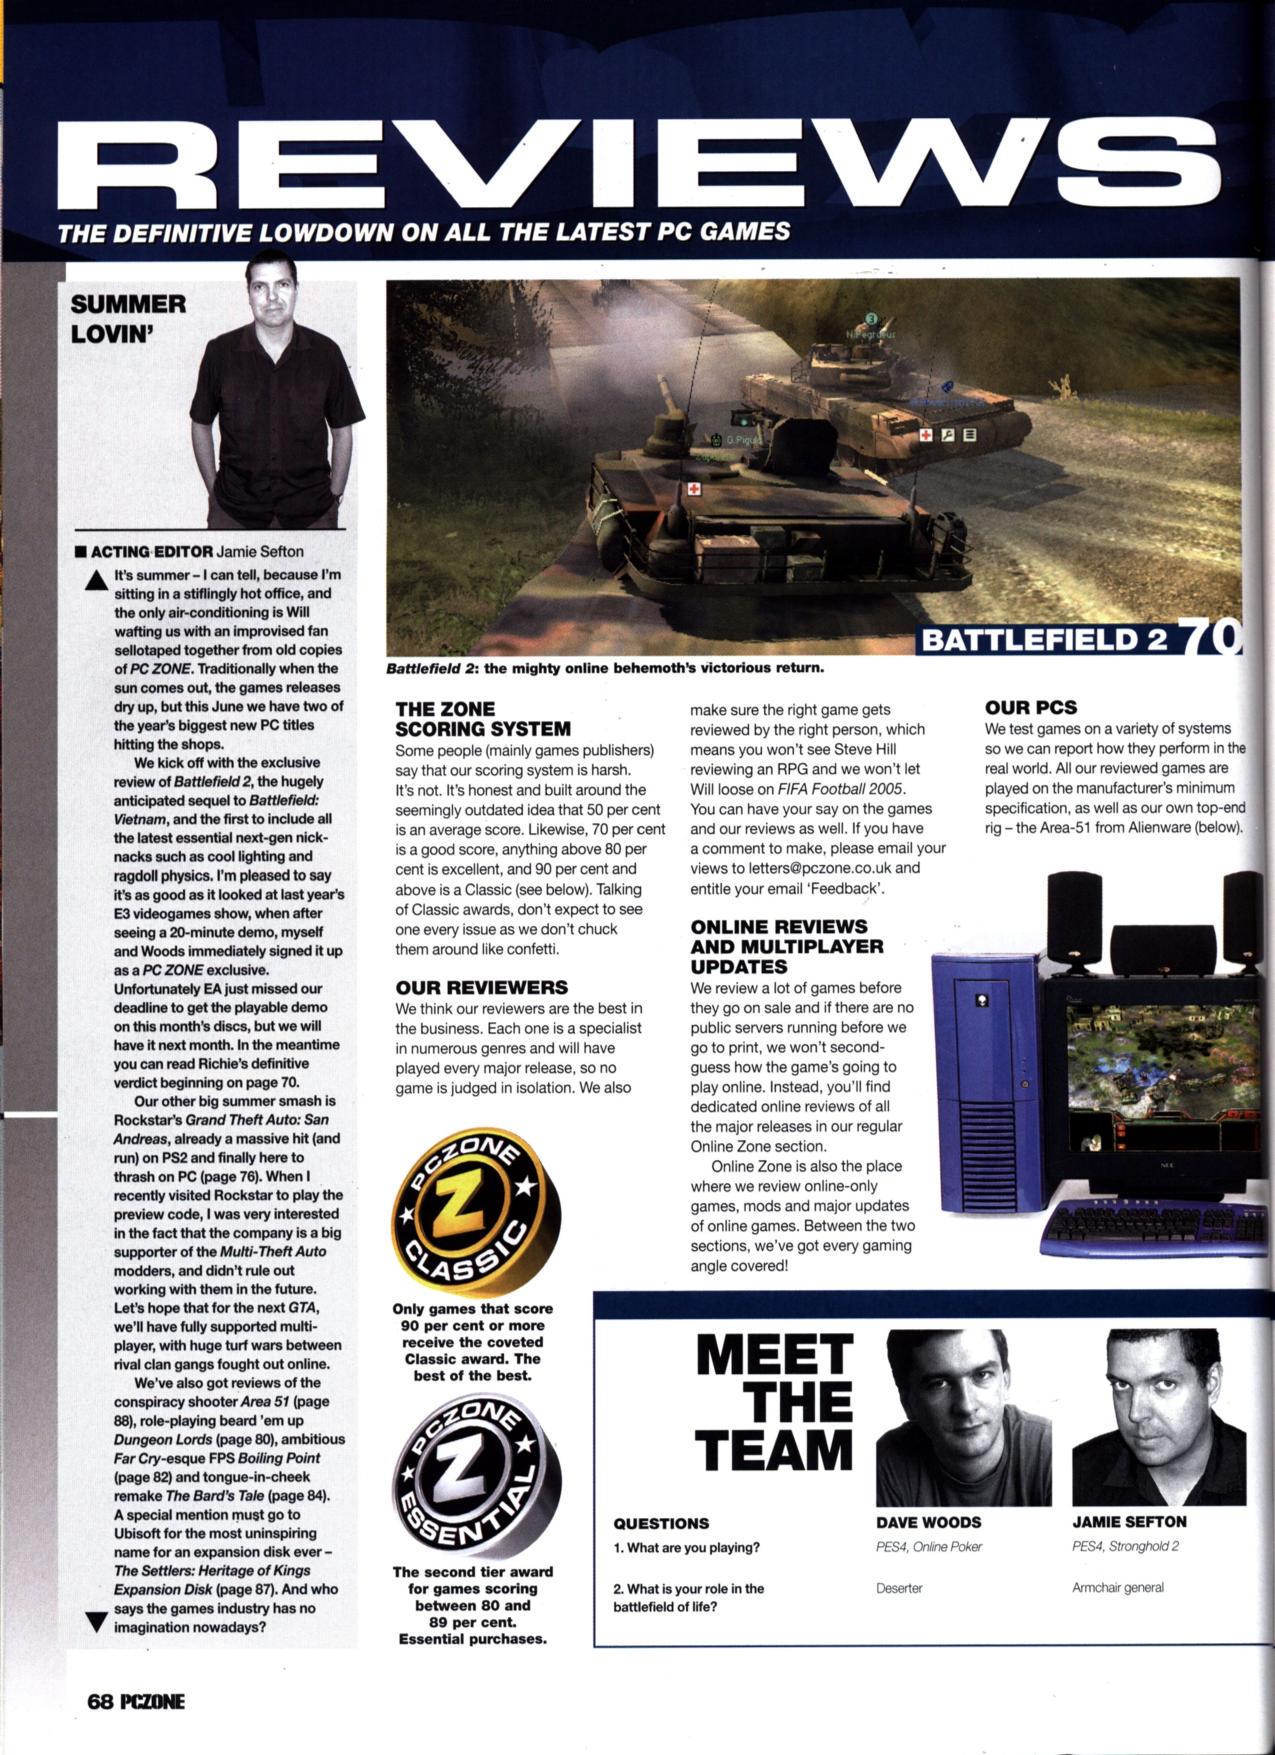 REVIEWS
THE DEFINITIVE LOWDOWN ON ALL THE LATEST PC GAMES
SUMMER
LOVIN'
■ ACTING EDITOR Jamie Sefton
▲ It's summer – I can tell, because I'm
sitting in a stiflingly hot office, and
the only air-conditioning is Will
wafting us with an improvised fan
sellotaped together from old copies
of PC ZONE. Traditionally when the
sun comes out, the games releases
dry up, but this June we have two of
the year's biggest new PC titles
hitting the shops.
We kick off with the exclusive
review of Battlefield 2, the hugely
anticipated sequel to Battlefield:
Vietnam, and the first to include all
the latest essential next-gen nick-
nacks such as cool lighting and
ragdoll physics. I'm pleased to say
it's as good as it looked at last year's
E3 videogames show, when after
seeing a 20-minute demo, myself
and Woods immediately signed it up
as a PC ZONE exclusive.
Unfortunately EA just missed our
deadline to get the playable demo
on this month's discs, but we will
have it next month. In the meantime
you can read Richie's definitive
verdict beginning on page 70.
Our other big summer smash is
Rockstar's Grand Theft Auto: San
Andreas, already a massive hit (and
run) on PS2 and finally here to
thrash on PC (page 76). When I
recently visited Rockstar to play the
preview code, I was very interested
in the fact that the company is a big
supporter of the Multi-Theft Auto
modders, and didn't rule out
working with them in the future.
Let's hope that for the next GTA,
we'll have fully supported multi-
player, with huge turf wars between
rival clan gangs fought out online.
We've also got reviews of the
conspiracy shooter Area 51 (page
88), role-playing beard 'em up
Dungeon Lords (page 80), ambitious
Far Cry-esque FPS Boiling Point
(page 82) and tongue-in-cheek
remake The Bard's Tale (page 84).
A special mention must go to
Ubisoft for the most uninspiring
name for an expansion disk ever –
The Settlers: Heritage of Kings
Expansion Disk (page 87). And who
says the games industry has no
▼ imagination nowadays?
3
N.Pegraeus
O.Pigulo
BATTLEFIELD 2 70
Battlefield 2: the mighty online behemoth's victorious return.
THE ZONE
SCORING SYSTEM
Some people (mainly games publishers)
say that our scoring system is harsh.
It's not. It's honest and built around the
seemingly outdated idea that 50 per cent
is an average score. Likewise, 70 per cent
is a good score, anything above 80 per
cent is excellent, and 90 per cent and
above is a Classic (see below). Talking
of Classic awards, don't expect to see
one every issue as we don't chuck
them around like confetti.
OUR REVIEWERS
We think our reviewers are the best in
the business. Each one is a specialist
in numerous genres and will have
played every major release, so no
game is judged in isolation. We also
make sure the right game gets
reviewed by the right person, which
means you won't see Steve Hill
reviewing an RPG and we won't let
Will loose on FIFA Football 2005.
You can have your say on the games
and our reviews as well. If you have
a comment to make, please email your
views to letters@pczone.co.uk and
entitle your email 'Feedback'.
ONLINE REVIEWS
AND MULTIPLAYER
UPDATES
We review a lot of games before
they go on sale and if there are no
public servers running before we
go to print, we won't second-
guess how the game's going to
play online. Instead, you'll find
dedicated online reviews of all
the major releases in our regular
Online Zone section.
Online Zone is also the place
where we review online-only
games, mods and major updates
of online games. Between the two
sections, we've got every gaming
angle covered!
OUR PCS
We test games on a variety of systems
so we can report how they perform in the
real world. All our reviewed games are
played on the manufacturer's minimum
specification, as well as our own top-end
rig – the Area-51 from Alienware (below).
NEC
PCZONE
Z
CLASSIC
Only games that score
90 per cent or more
receive the coveted
Classic award. The
best of the best.
PCZONE
Z
ESSENTIAL
The second tier award
for games scoring
between 80 and
89 per cent.
Essential purchases.
MEET
THE
TEAM
QUESTIONS
1. What are you playing?
2. What is your role in the
battlefield of life?
DAVE WOODS
PES4, Online Poker
Deserter
JAMIE SEFTON
PES4, Stronghold 2
Armchair general
68 PCZONE